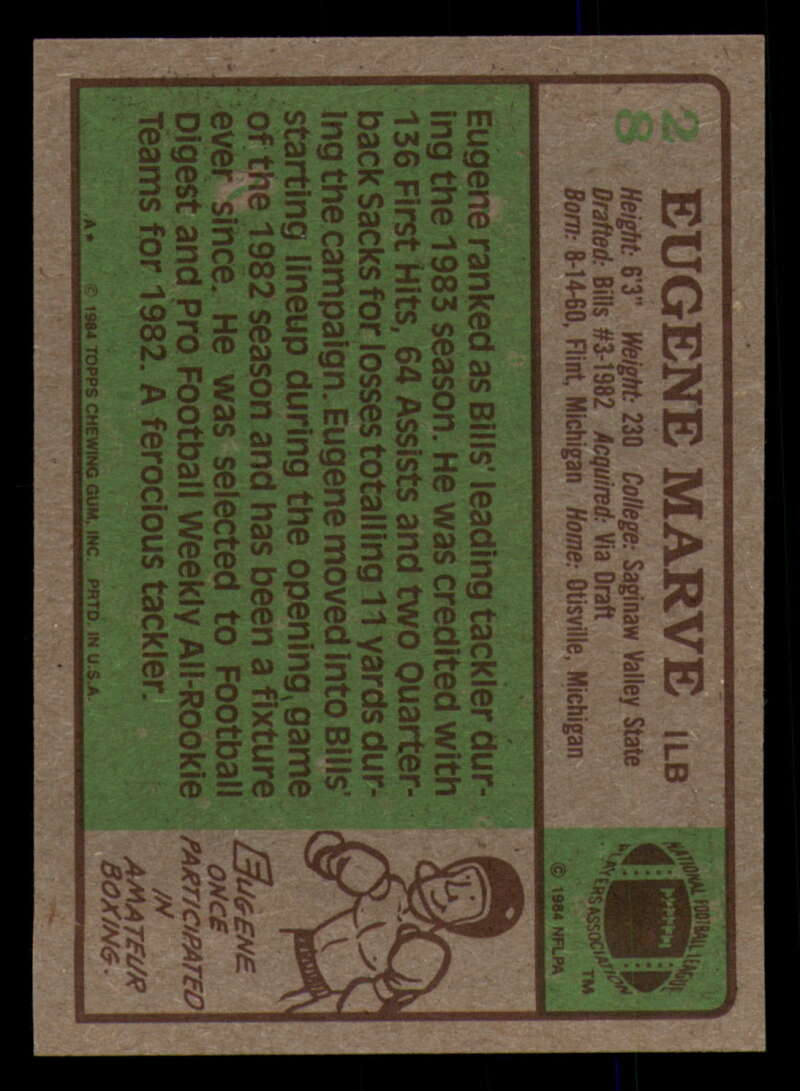 28
EUGENE MARVE ILB
Height: 6'3" Weight: 230 College: Saginaw Valley State
Drafted: Bills #3-1982 Acquired: Via Draft
Born: 8-14-60, Flint, Michigan Home: Otisville, Michigan
NATIONAL FOOTBALL LEAGUE
PLAYERS ASSOCIATION
TM
© 1984 NFLPA
Eugene ranked as Bills' leading tackler dur-
ing the 1983 season. He was credited with
136 First Hits, 64 Assists and two Quarter-
back Sacks for losses totalling 11 yards dur-
ing the campaign. Eugene moved into Bills'
starting lineup during the opening game
of the 1982 season and has been a fixture
ever since. He was selected to Football
Digest and Pro Football Weekly All-Rookie
Teams for 1982. A ferocious tackler.
EUGENE
ONCE
PARTICIPATED
IN
AMATEUR
BOXING.
A* © 1984 TOPPS CHEWING GUM, INC. PRTD. IN U.S.A.